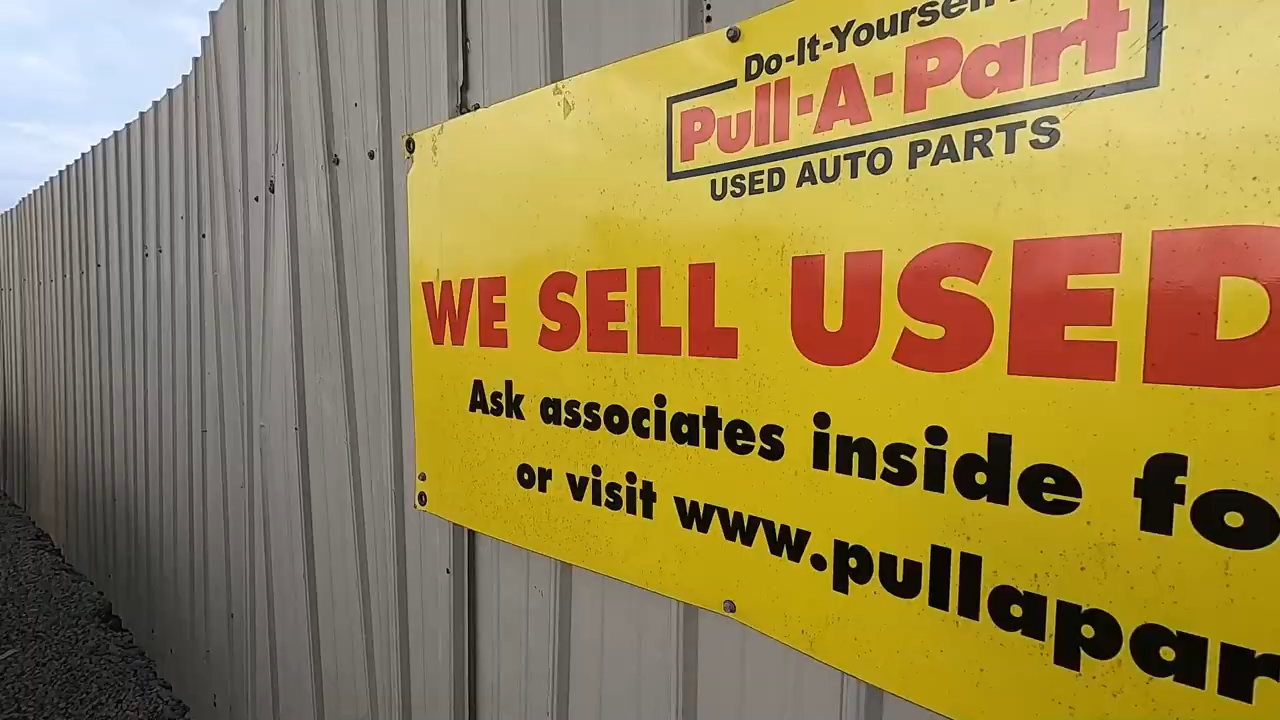 Do-It-Yourself
Pull-A-Part
USED AUTO PARTS
WE SELL USED
Ask associates inside fo
or visit www.pullapar